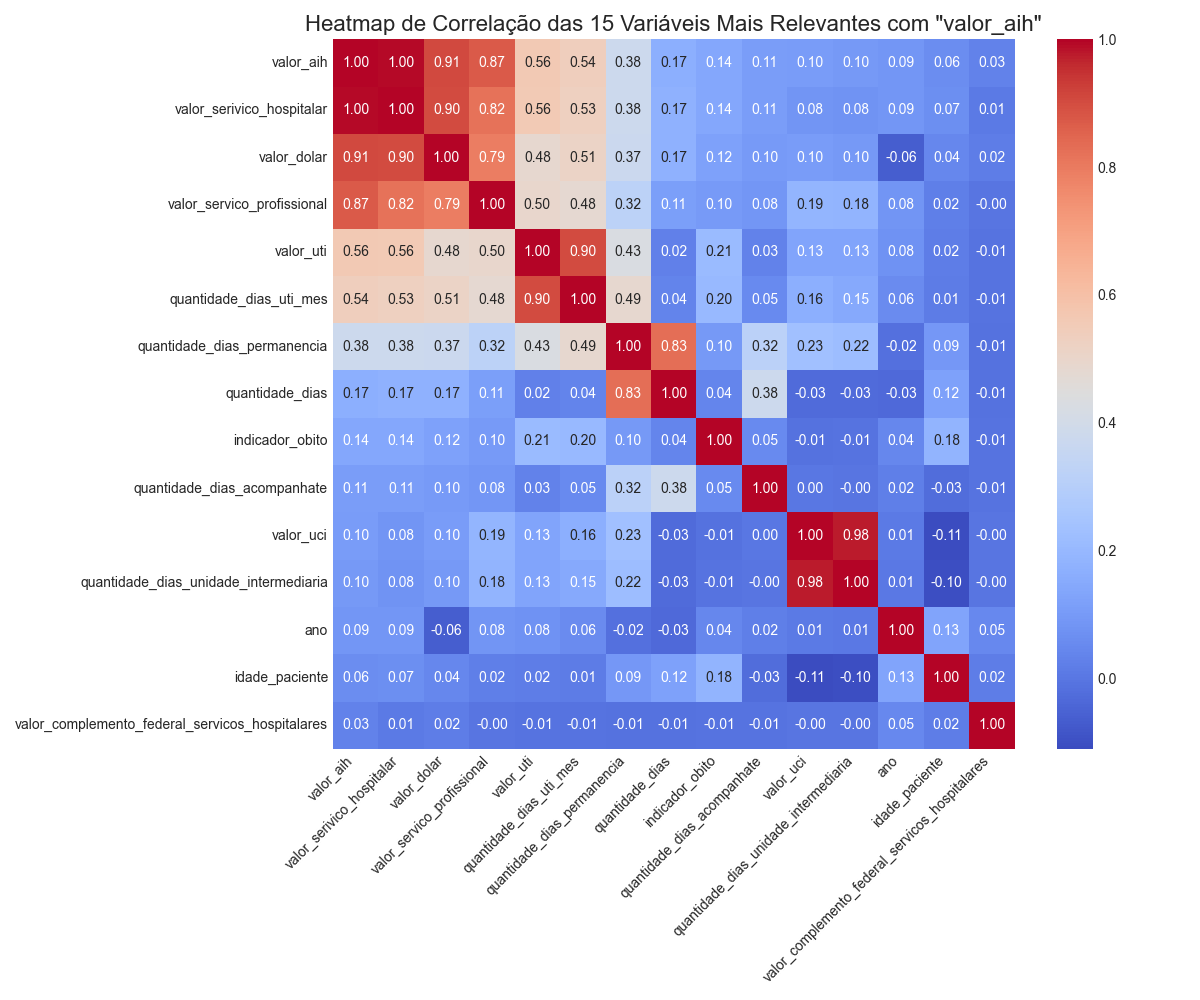 Heatmap de Correlação das 15 Variáveis Mais Relevantes com "valor_aih"
valor_aih 1.00 1.00 0.91 0.87 0.56 0.54 0.38 0.17 0.14 0.11 0.10 0.10 0.09 0.06 0.03
valor_serivico_hospitalar 1.00 1.00 0.90 0.82 0.56 0.53 0.38 0.17 0.14 0.11 0.08 0.08 0.09 0.07 0.01
valor_dolar 0.91 0.90 1.00 0.79 0.48 0.51 0.37 0.17 0.12 0.10 0.10 0.10 -0.06 0.04 0.02
valor_servico_profissional 0.87 0.82 0.79 1.00 0.50 0.48 0.32 0.11 0.10 0.08 0.19 0.18 0.08 0.02 -0.00
valor_uti 0.56 0.56 0.48 0.50 1.00 0.90 0.43 0.02 0.21 0.03 0.13 0.13 0.08 0.02 -0.01
quantidade_dias_uti_mes 0.54 0.53 0.51 0.48 0.90 1.00 0.49 0.04 0.20 0.05 0.16 0.15 0.06 0.01 -0.01
quantidade_dias_permanencia 0.38 0.38 0.37 0.32 0.43 0.49 1.00 0.83 0.10 0.32 0.23 0.22 -0.02 0.09 -0.01
quantidade_dias 0.17 0.17 0.17 0.11 0.02 0.04 0.83 1.00 0.04 0.38 -0.03 -0.03 -0.03 0.12 -0.01
indicador_obito 0.14 0.14 0.12 0.10 0.21 0.20 0.10 0.04 1.00 0.05 -0.01 -0.01 0.04 0.18 -0.01
quantidade_dias_acompanhate 0.11 0.11 0.10 0.08 0.03 0.05 0.32 0.38 0.05 1.00 0.00 -0.00 0.02 -0.03 -0.01
valor_uci 0.10 0.08 0.10 0.19 0.13 0.16 0.23 -0.03 -0.01 0.00 1.00 0.98 0.01 -0.11 -0.00
quantidade_dias_unidade_intermediaria 0.10 0.08 0.10 0.18 0.13 0.15 0.22 -0.03 -0.01 -0.00 0.98 1.00 0.01 -0.10 -0.00
ano 0.09 0.09 -0.06 0.08 0.08 0.06 -0.02 -0.03 0.04 0.02 0.01 0.01 1.00 0.13 0.05
idade_paciente 0.06 0.07 0.04 0.02 0.02 0.01 0.09 0.12 0.18 -0.03 -0.11 -0.10 0.13 1.00 0.02
valor_complemento_federal_servicos_hospitalares 0.03 0.01 0.02 -0.00 -0.01 -0.01 -0.01 -0.01 -0.01 -0.01 -0.00 -0.00 0.05 0.02 1.00
valor_aih
valor_serivico_hospitalar
valor_dolar
valor_servico_profissional
valor_uti
quantidade_dias_uti_mes
quantidade_dias_permanencia
quantidade_dias
indicador_obito
quantidade_dias_acompanhate
valor_uci
quantidade_dias_unidade_intermediaria
ano
idade_paciente
valor_complemento_federal_servicos_hospitalares
1.0
0.8
0.6
0.4
0.2
0.0